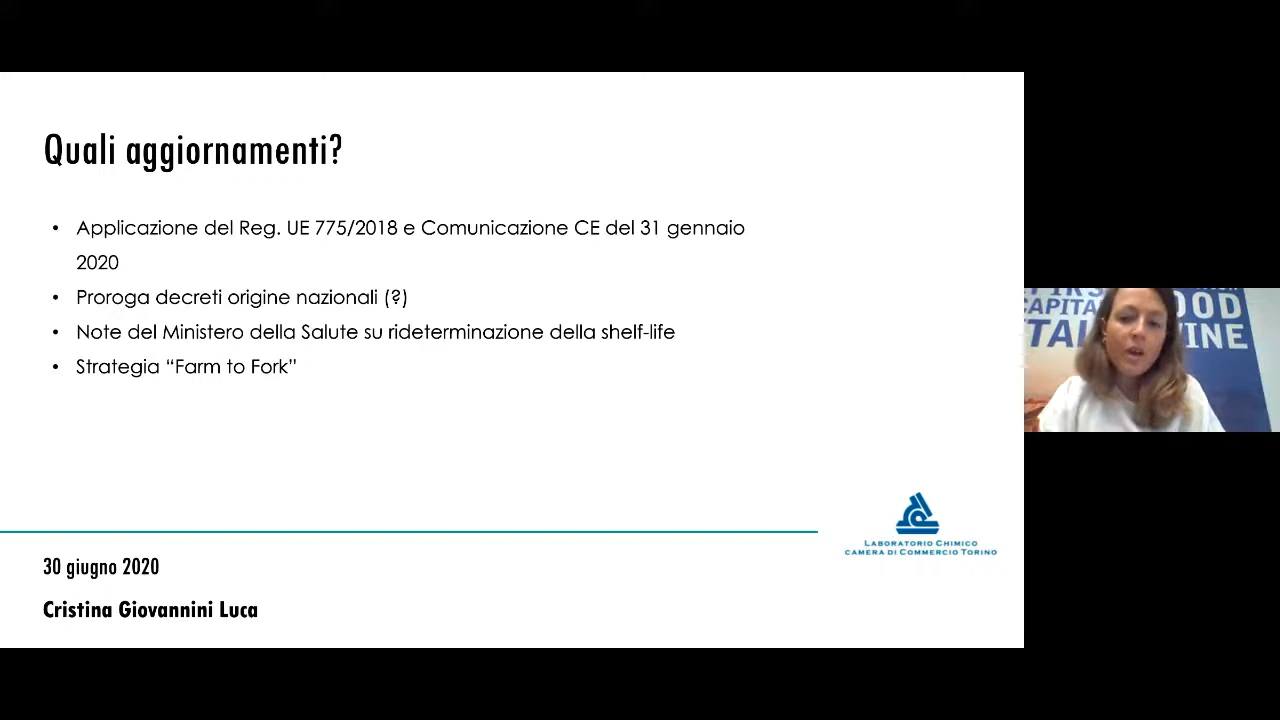 Quali aggiornamenti?
• Applicazione del Reg. UE 775/2018 e Comunicazione CE del 31 gennaio
2020
• Proroga decreti origine nazionali (?)
• Note del Ministero della Salute su rideterminazione della shelf-life
• Strategia “Farm to Fork”
LABORATORIO CHIMICO
CAMERA DI COMMERCIO TORINO
30 giugno 2020
Cristina Giovannini Luca